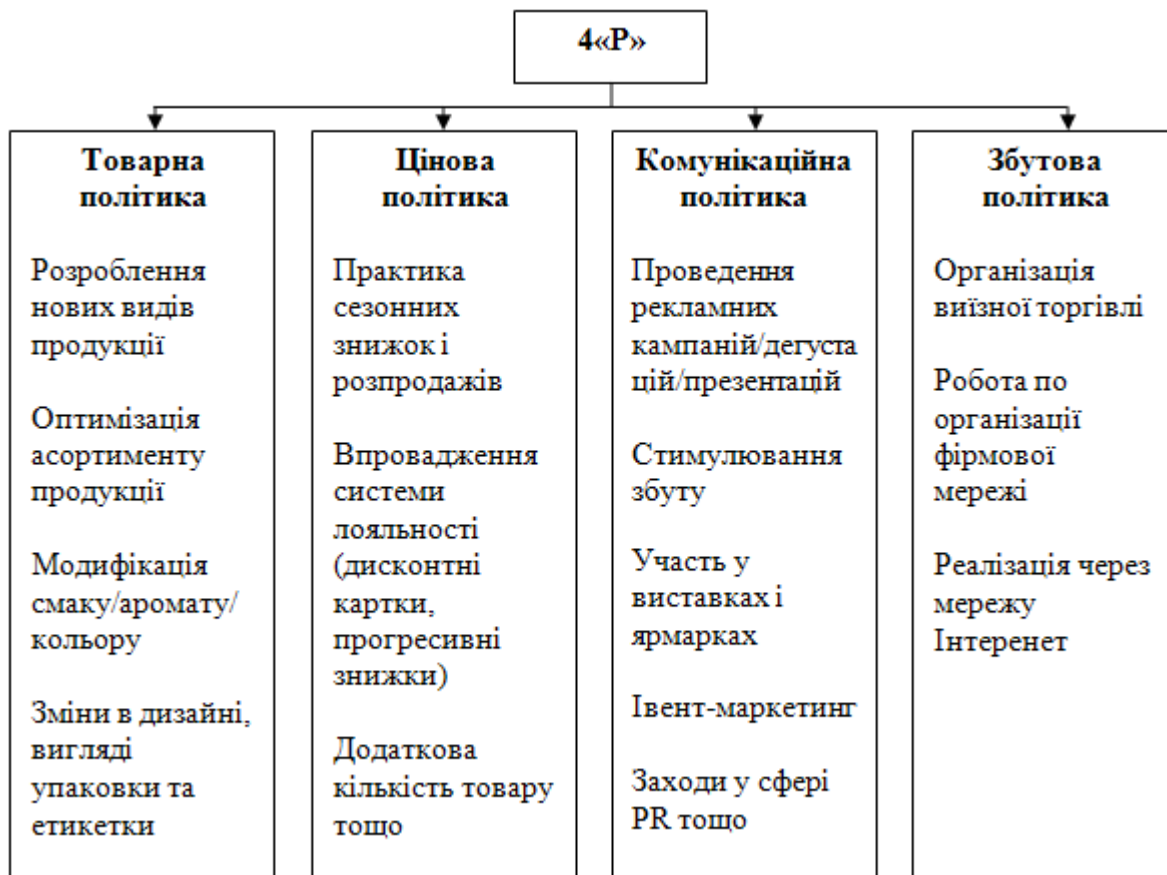 4«Р»
Товарна
політика
Розроблення
нових видів
продукції
Оптимізація
асортименту
продукції
Модифікація
смаку/аромату/
кольору
Зміни в дизайні,
вигляді
упаковки та
етикетки
Цінова
політика
Практика
сезонних
знижок і
розпродажів
Впровадження
системи
лояльності
(дисконтні
картки,
прогресивні
знижки)
Додаткова
кількість товару
тощо
Комунікаційна
політика
Проведення
рекламних
кампаній/дегуста
цій/презентацій
Стимулювання
збуту
Участь у
виставках і
ярмарках
Івент-маркетинг
Заходи у сфері
PR тощо
Збутова
політика
Організація
виїзної торгівлі
Робота по
організації
фірмової
мережі
Реалізація через
мережу
Інтеренет